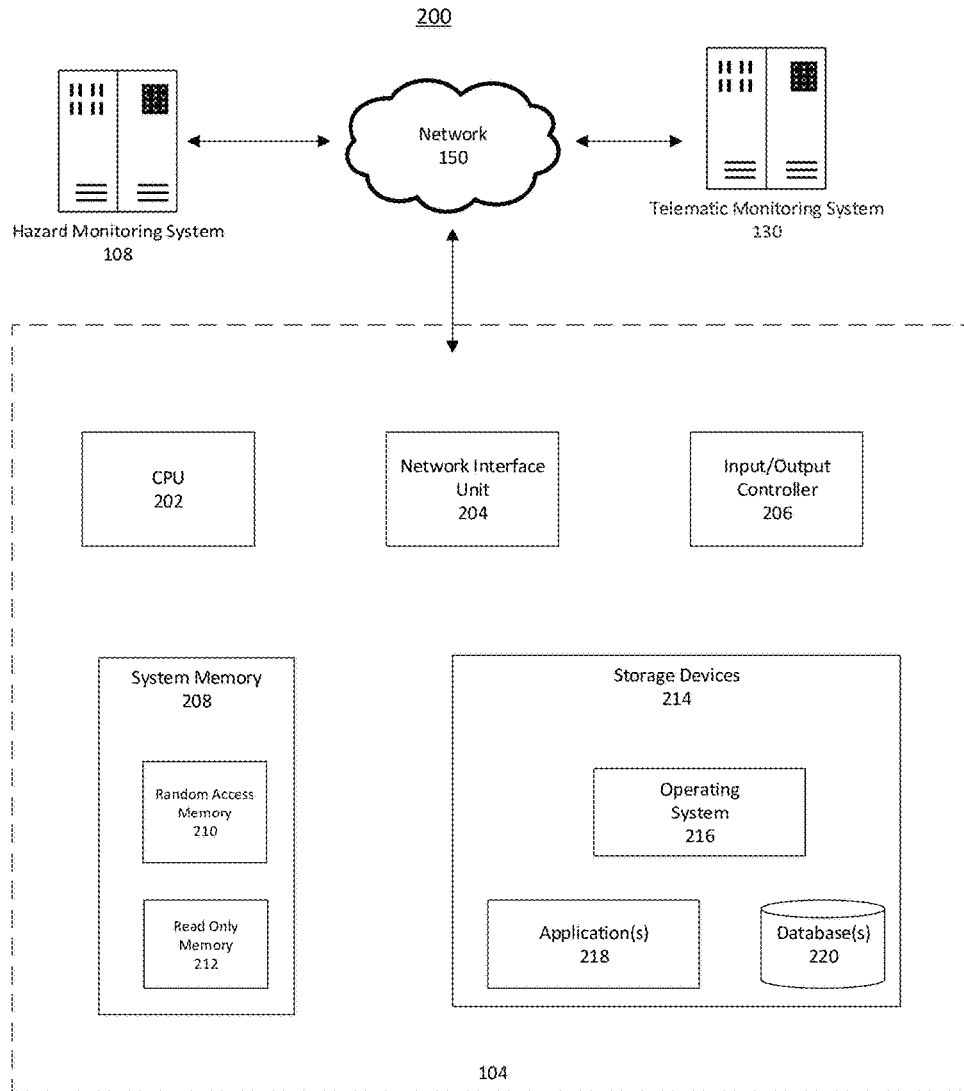 200
Network
150
Hazard Monitoring System
108
Telematic Monitoring System
130
CPU
202
Network Interface
Unit
204
Input/Output
Controller
206
System Memory
208
Random Access
Memory
210
Read Only
Memory
212
Storage Devices
214
Operating
System
216
Application(s)
218
Database(s)
220
104